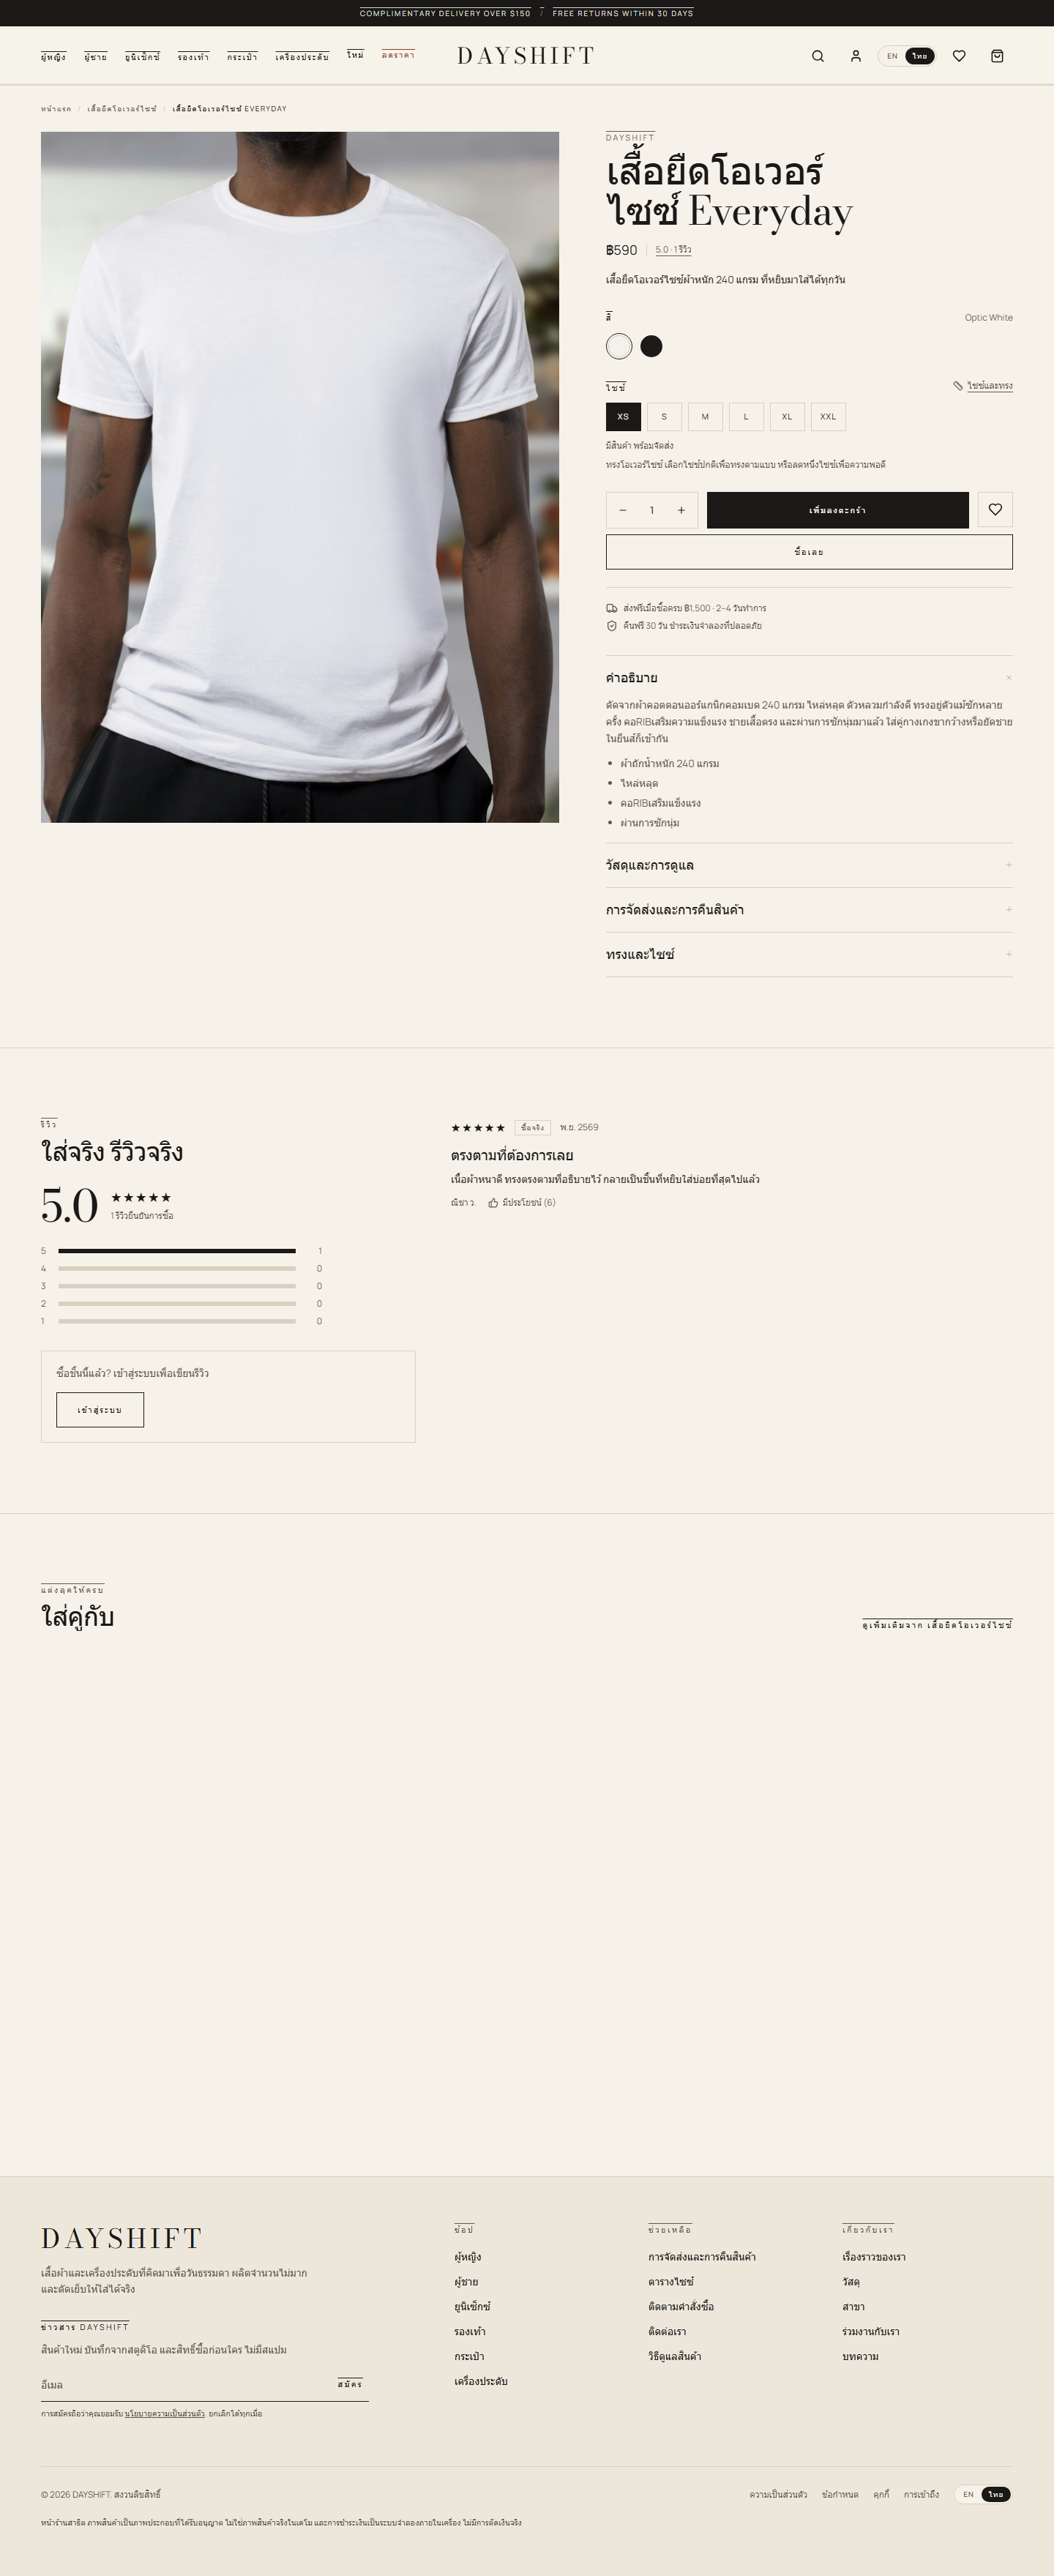 COMPLIMENTARY DELIVERY OVER $150 / FREE RETURNS WITHIN 30 DAYS
ผู้หญิง ผู้ชาย ยูนิเซ็กซ์ รองเท้า กระเป๋า เครื่องประดับ ใหม่ ลดราคา DAYSHIFT EN ไทย
หน้าแรก / เสื้อยืดโอเวอร์ไซซ์ / เสื้อยืดโอเวอร์ไซซ์ EVERYDAY
DAYSHIFT
เสื้อยืดโอเวอร์
ไซซ์ Everyday
฿590 5.0 · 1 รีวิว
เสื้อยืดโอเวอร์ไซซ์ผ้าหนัก 240 แกรม ที่หยิบมาใส่ได้ทุกวัน
สี Optic White
ไซซ์ ไซซ์และทรง
XS S M L XL XXL
มีสินค้า พร้อมจัดส่ง
ทรงโอเวอร์ไซซ์ เลือกไซซ์ปกติเพื่อทรงตามแบบ หรือลดหนึ่งไซซ์เพื่อความพอดี
− 1 + เพิ่มลงตะกร้า
ซื้อเลย
ส่งฟรีเมื่อซื้อครบ ฿1,500 · 2–4 วันทำการ
คืนฟรี 30 วัน ชำระเงินจำลองที่ปลอดภัย
คำอธิบาย
ตัดจากผ้าคอตตอนออร์แกนิกคอมเบด 240 แกรม ไหล่หลุด ตัวหลวมกำลังดี ทรงอยู่ตัวแม้ซักหลาย
ครั้ง คอRIBเสริมความแข็งแรง ชายเสื้อตรง และผ่านการซักนุ่มมาแล้ว ใส่คู่กางเกงขากว้างหรือยัดชาย
ในยีนส์ก็เข้ากัน
• ผ้าถักน้ำหนัก 240 แกรม
• ไหล่หลุด
• คอRIBเสริมแข็งแรง
• ผ่านการซักนุ่ม
วัสดุและการดูแล +
การจัดส่งและการคืนสินค้า +
ทรงและไซซ์ +
รีวิว
ใส่จริง รีวิวจริง
5.0 ★★★★★
1 รีวิวยืนยันการซื้อ
5 1
4 0
3 0
2 0
1 0
ซื้อชิ้นนี้แล้ว? เข้าสู่ระบบเพื่อเขียนรีวิว
เข้าสู่ระบบ
★★★★★ ซื้อจริง พ.ย. 2569
ตรงตามที่ต้องการเลย
เนื้อผ้าหนาดี ทรงตรงตามที่อธิบายไว้ กลายเป็นชิ้นที่หยิบใส่บ่อยที่สุดไปแล้ว
ณิชา ว. มีประโยชน์ (6)
แต่งลุคให้ครบ
ใส่คู่กับ
ดูเพิ่มเติมจาก เสื้อยืดโอเวอร์ไซซ์
DAYSHIFT
เสื้อผ้าและเครื่องประดับที่คิดมาเพื่อวันธรรมดา ผลิตจำนวนไม่มาก
และตัดเย็บให้ใส่ได้จริง
ข่าวสาร DAYSHIFT
สินค้าใหม่ บันทึกจากสตูดิโอ และสิทธิ์ซื้อก่อนใคร ไม่มีสแปม
อีเมล สมัคร
การสมัครถือว่าคุณยอมรับ นโยบายความเป็นส่วนตัว. ยกเลิกได้ทุกเมื่อ
ช้อป
ผู้หญิง
ผู้ชาย
ยูนิเซ็กซ์
รองเท้า
กระเป๋า
เครื่องประดับ
ช่วยเหลือ
การจัดส่งและการคืนสินค้า
ตารางไซซ์
ติดตามคำสั่งซื้อ
ติดต่อเรา
วิธีดูแลสินค้า
เกี่ยวกับเรา
เรื่องราวของเรา
วัสดุ
สาขา
ร่วมงานกับเรา
บทความ
© 2026 DAYSHIFT. สงวนลิขสิทธิ์ ความเป็นส่วนตัว ข้อกำหนด คุกกี้ การเข้าถึง EN ไทย
หน้าร้านสาธิต ภาพสินค้าเป็นภาพประกอบที่ได้รับอนุญาต ไม่ใช่ภาพสินค้าจริงในเดโม และการชำระเงินเป็นระบบจำลองภายในเครื่อง ไม่มีการตัดเงินจริง